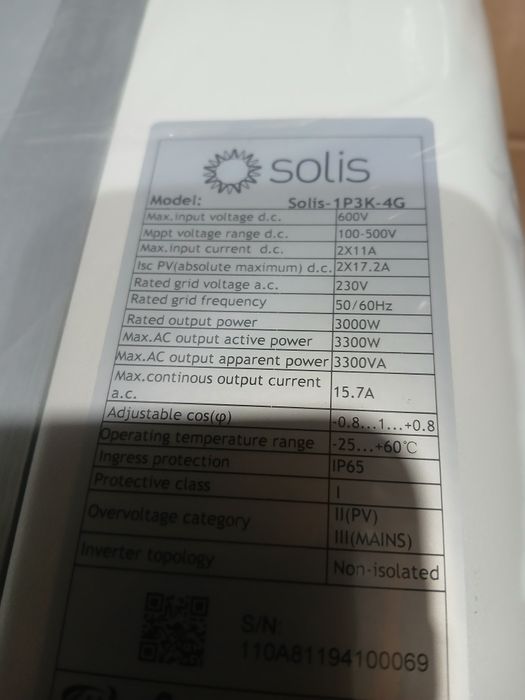 solis
Model: Solis-1P3K-4G
Max.input voltage d.c. 600V
Mppt voltage range d.c. 100-500V
Max.input current d.c. 2X11A
Isc PV(absolute maximum) d.c. 2X17.2A
Rated grid voltage a.c. 230V
Rated grid frequency 50/60Hz
Rated output power 3000W
Max.AC output active power 3300W
Max.AC output apparent power 3300VA
Max.continous output current
a.c. 15.7A
Adjustable cos(φ) -0.8...1...+0.8
Operating temperature range -25...+60℃
Ingress protection IP65
Protective class I
Overvoltage category II(PV)
III(MAINS)
Inverter topology Non-isolated
S/N:
110A81194100069